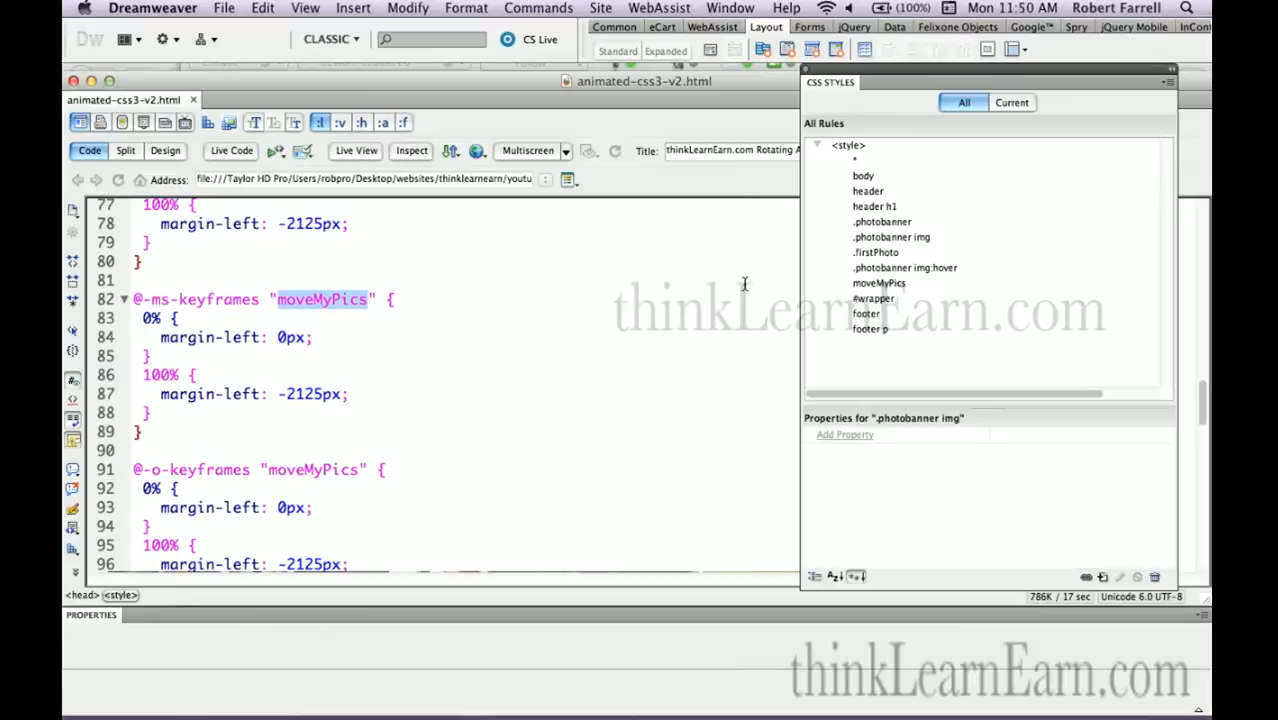 Dreamweaver File Edit View Insert Modify Format Commands Site WebAssist Window Help (100%) Mon 11:50 AM Robert Farrell
Common eCart WebAssist Layout Forms jQuery Data Felixone Objects Google™ Spry jQuery Mobile InCont
Dw CLASSIC CS Live
Standard Expanded
animated-css3-v2.html
CSS STYLES
animated-css3-v2.html
All Current
All Rules
Code Split Design Live Code Live View Inspect Multiscreen Title: thinkLearnEarn.com Rotating A
Address: file:///Taylor HD Pro/Users/robpro/Desktop/websites/thinklearnearn/youtu
<style>
*
body
header
header h1
.photobanner
.photobanner img
.firstPhoto
.photobanner img:hover
moveMyPics
#wrapper
footer
footer p
77 100% {
78 margin-left: -2125px;
79 }
80 }
81
82 @-ms-keyframes "moveMyPics" {
83 0% {
84 margin-left: 0px;
85 }
86 100% {
87 margin-left: -2125px;
88 }
89 }
90
91 @-o-keyframes "moveMyPics" {
92 0% {
93 margin-left: 0px;
94 }
95 100% {
96 margin-left: -2125px;
thinkLearnEarn.com
Properties for ".photobanner img"
Add Property
<head> <style>
786K / 17 sec Unicode 6.0 UTF-8
PROPERTIES
thinkLearnEarn.com